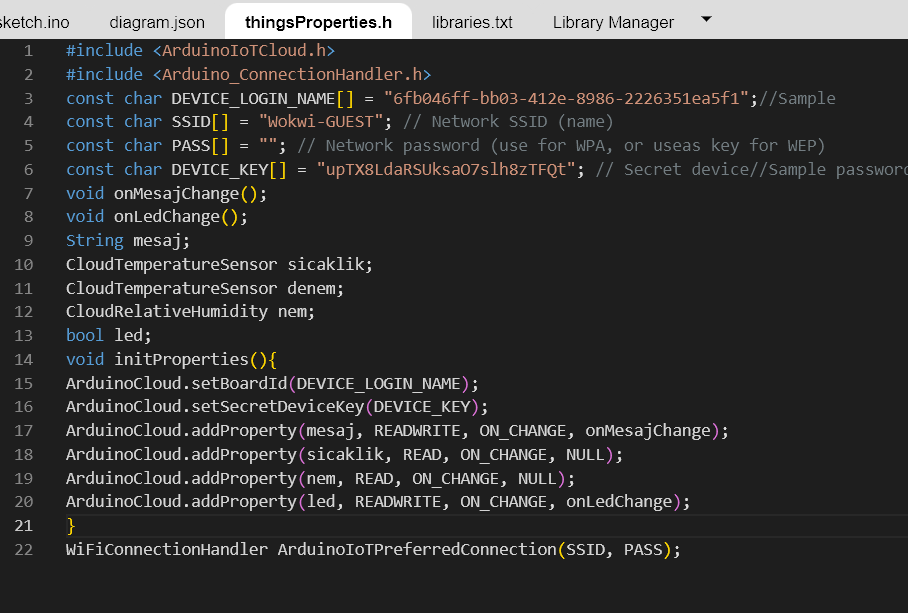 sketch.ino diagram.json thingsProperties.h libraries.txt Library Manager
1 #include <ArduinoIoTCloud.h>
2 #include <Arduino_ConnectionHandler.h>
3 const char DEVICE_LOGIN_NAME[] = "6fb046ff-bb03-412e-8986-2226351ea5f1";//Sample
4 const char SSID[] = "Wokwi-GUEST"; // Network SSID (name)
5 const char PASS[] = ""; // Network password (use for WPA, or useas key for WEP)
6 const char DEVICE_KEY[] = "upTX8LdaRSUksaO7slh8zTFQt"; // Secret device//Sample password
7 void onMesajChange();
8 void onLedChange();
9 String mesaj;
10 CloudTemperatureSensor sicaklik;
11 CloudTemperatureSensor denem;
12 CloudRelativeHumidity nem;
13 bool led;
14 void initProperties(){
15 ArduinoCloud.setBoardId(DEVICE_LOGIN_NAME);
16 ArduinoCloud.setSecretDeviceKey(DEVICE_KEY);
17 ArduinoCloud.addProperty(mesaj, READWRITE, ON_CHANGE, onMesajChange);
18 ArduinoCloud.addProperty(sicaklik, READ, ON_CHANGE, NULL);
19 ArduinoCloud.addProperty(nem, READ, ON_CHANGE, NULL);
20 ArduinoCloud.addProperty(led, READWRITE, ON_CHANGE, onLedChange);
21 }
22 WiFiConnectionHandler ArduinoIoTPreferredConnection(SSID, PASS);